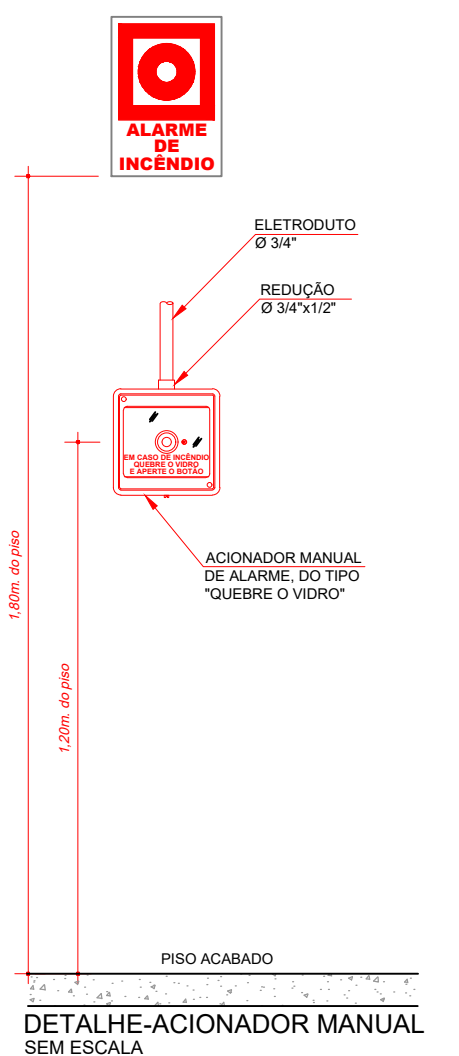 ALARME
DE
INCÊNDIO
ELETRODUTO
Ø 3/4"
REDUÇÃO
Ø 3/4"x1/2"
EM CASO DE INCÊNDIO
QUEBRE O VIDRO
E APERTE O BOTÃO
ACIONADOR MANUAL
DE ALARME, DO TIPO
"QUEBRE O VIDRO"
1,80m. do piso
1,20m. do piso
PISO ACABADO
DETALHE-ACIONADOR MANUAL
SEM ESCALA